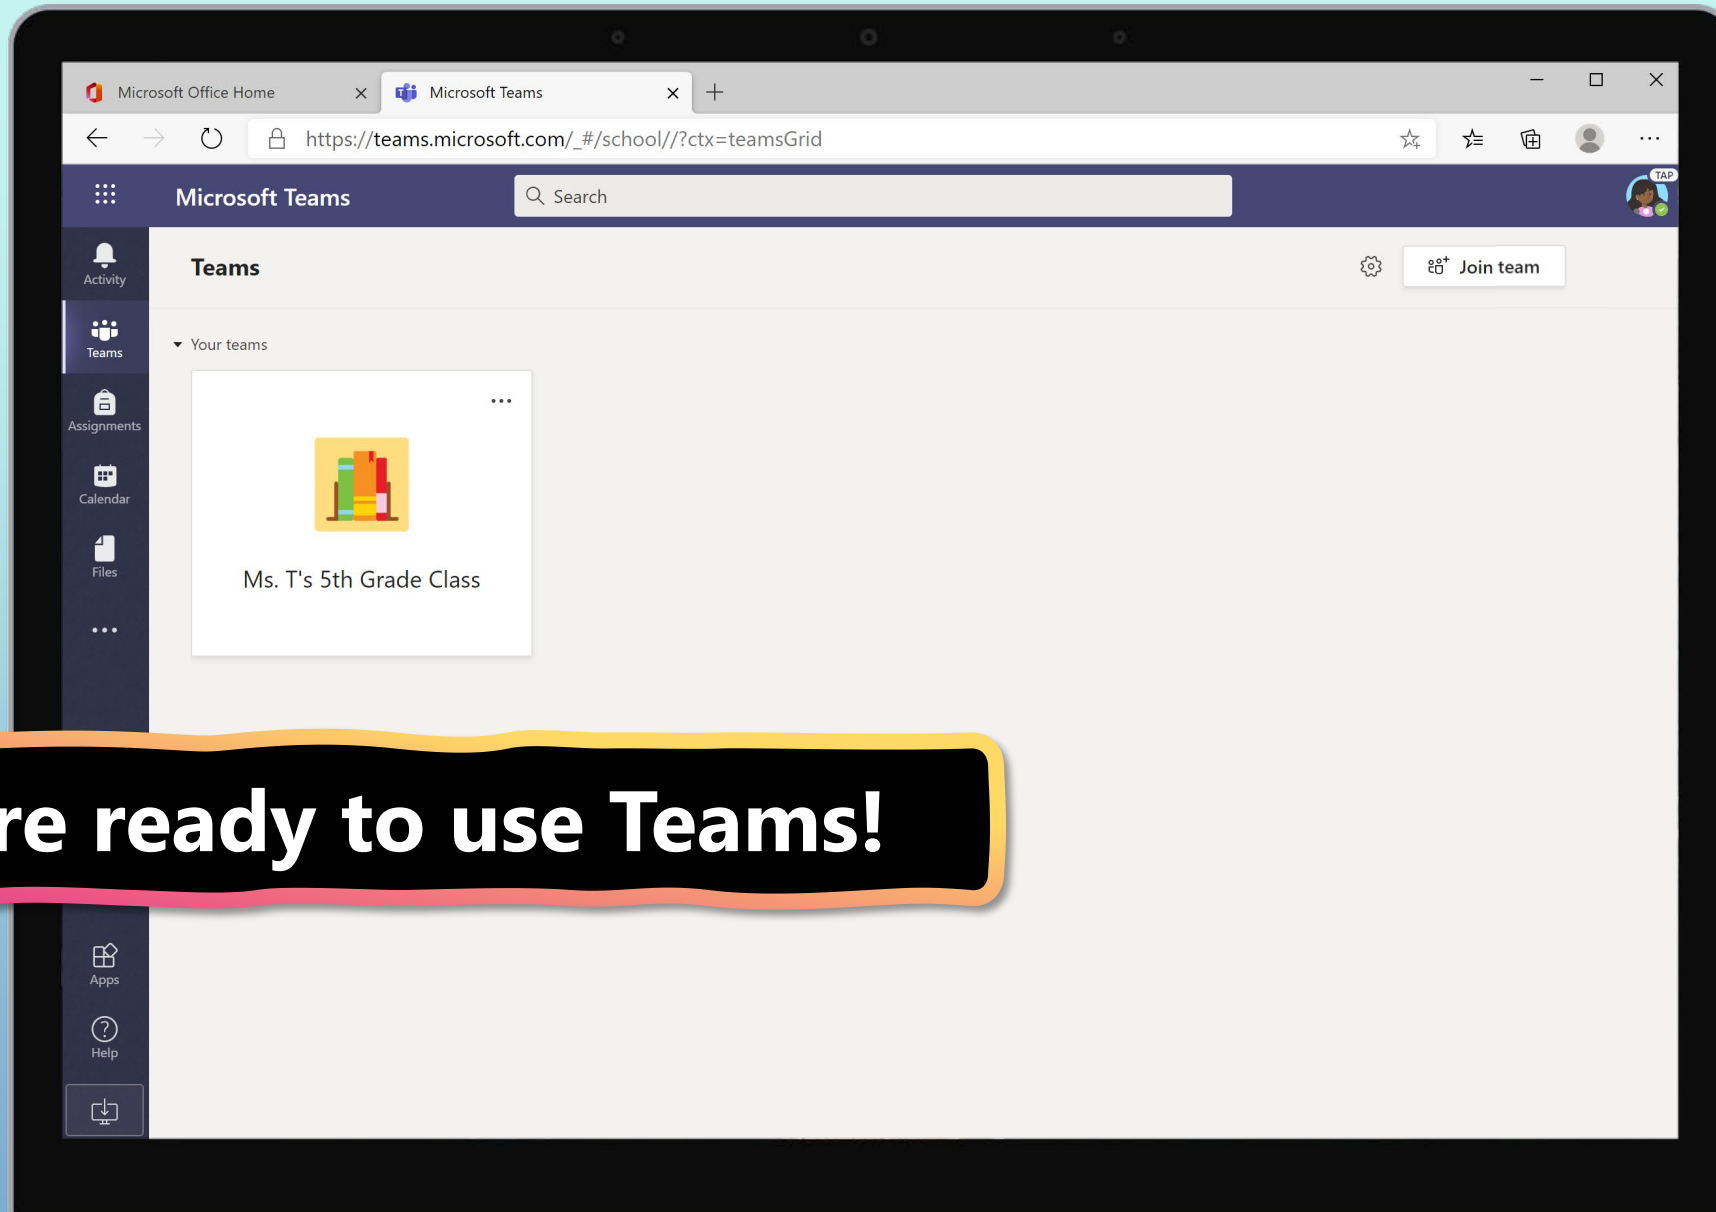 Microsoft Office Home
Microsoft Teams
https://teams.microsoft.com/_#/school//?ctx=teamsGrid
Microsoft Teams
Search
TAP
Activity
Teams
Join team
Teams
Your teams
Assignments
Calendar
Files
Ms. T's 5th Grade Class
re ready to use Teams!
Apps
Help